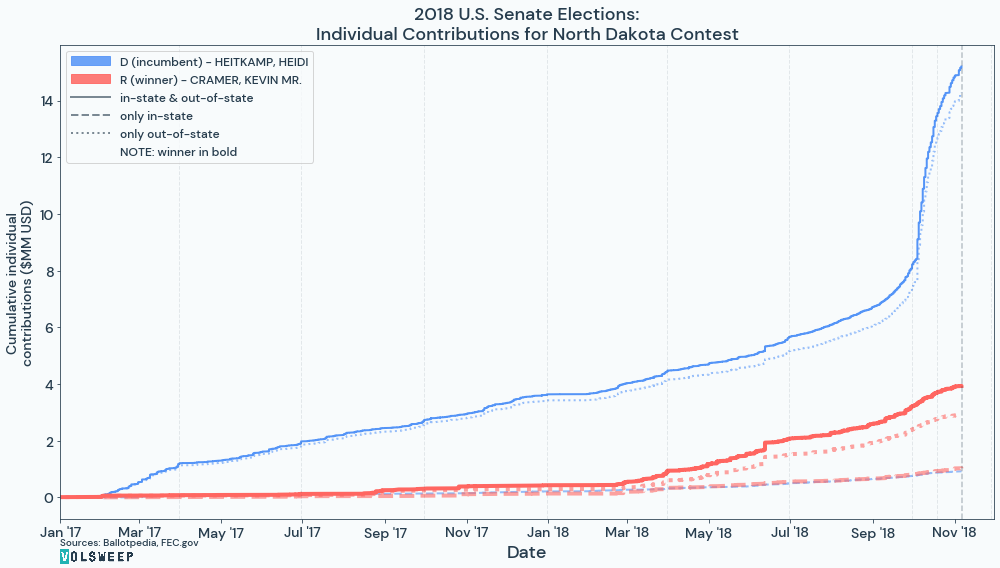 2018 U.S. Senate Elections:
Individual Contributions for North Dakota Contest
D (incumbent) – HEITKAMP, HEIDI
R (winner) – CRAMER, KEVIN MR.
in-state & out-of-state
only in-state
only out-of-state
NOTE: winner in bold
Cumulative individual
contributions ($MM USD)
14
12
10
8
6
4
2
0
Jan '17 Mar '17 May '17 Jul '17 Sep '17 Nov '17 Jan '18 Mar '18 May '18 Jul '18 Sep '18 Nov '18
Date
Sources: Ballotpedia, FEC.gov
VOLSWEEP